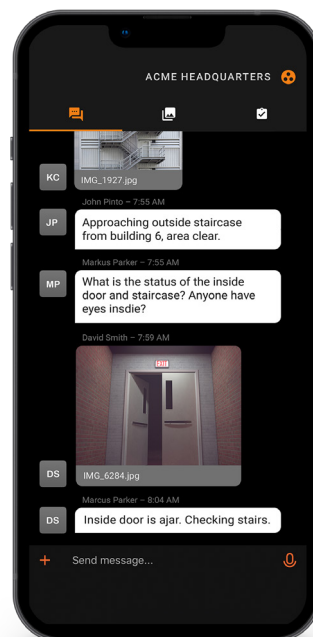 ACME HEADQUARTERS
KC
IMG_1927.jpg
John Pinto – 7:55 AM
JP
Approaching outside staircase
from building 6, area clear.
Markus Parker – 7:55 AM
MP
What is the status of the inside
door and staircase? Anyone have
eyes insdie?
David Smith – 7:59 AM
EXIT
DS
IMG_6284.jpg
Marcus Parker – 8:04 AM
DS
Inside door is ajar. Checking stairs.
+ Send message...